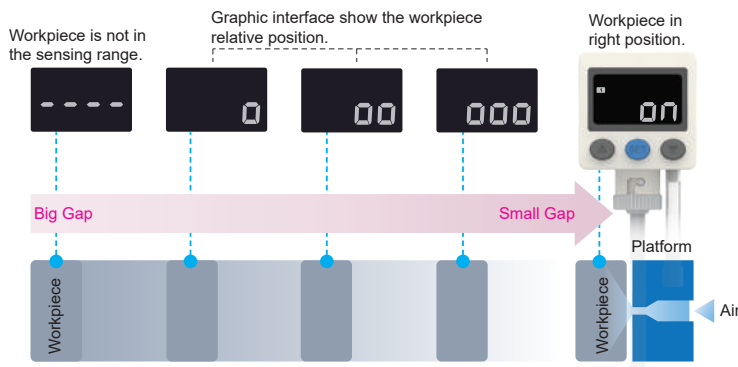 Workpiece is not in
the sensing range.
Graphic interface show the workpiece
relative position.
Workpiece in
right position.
- - - -
0
00
000
1
on
SET
Big Gap
Small Gap
Platform
Workpiece
Workpiece
Air